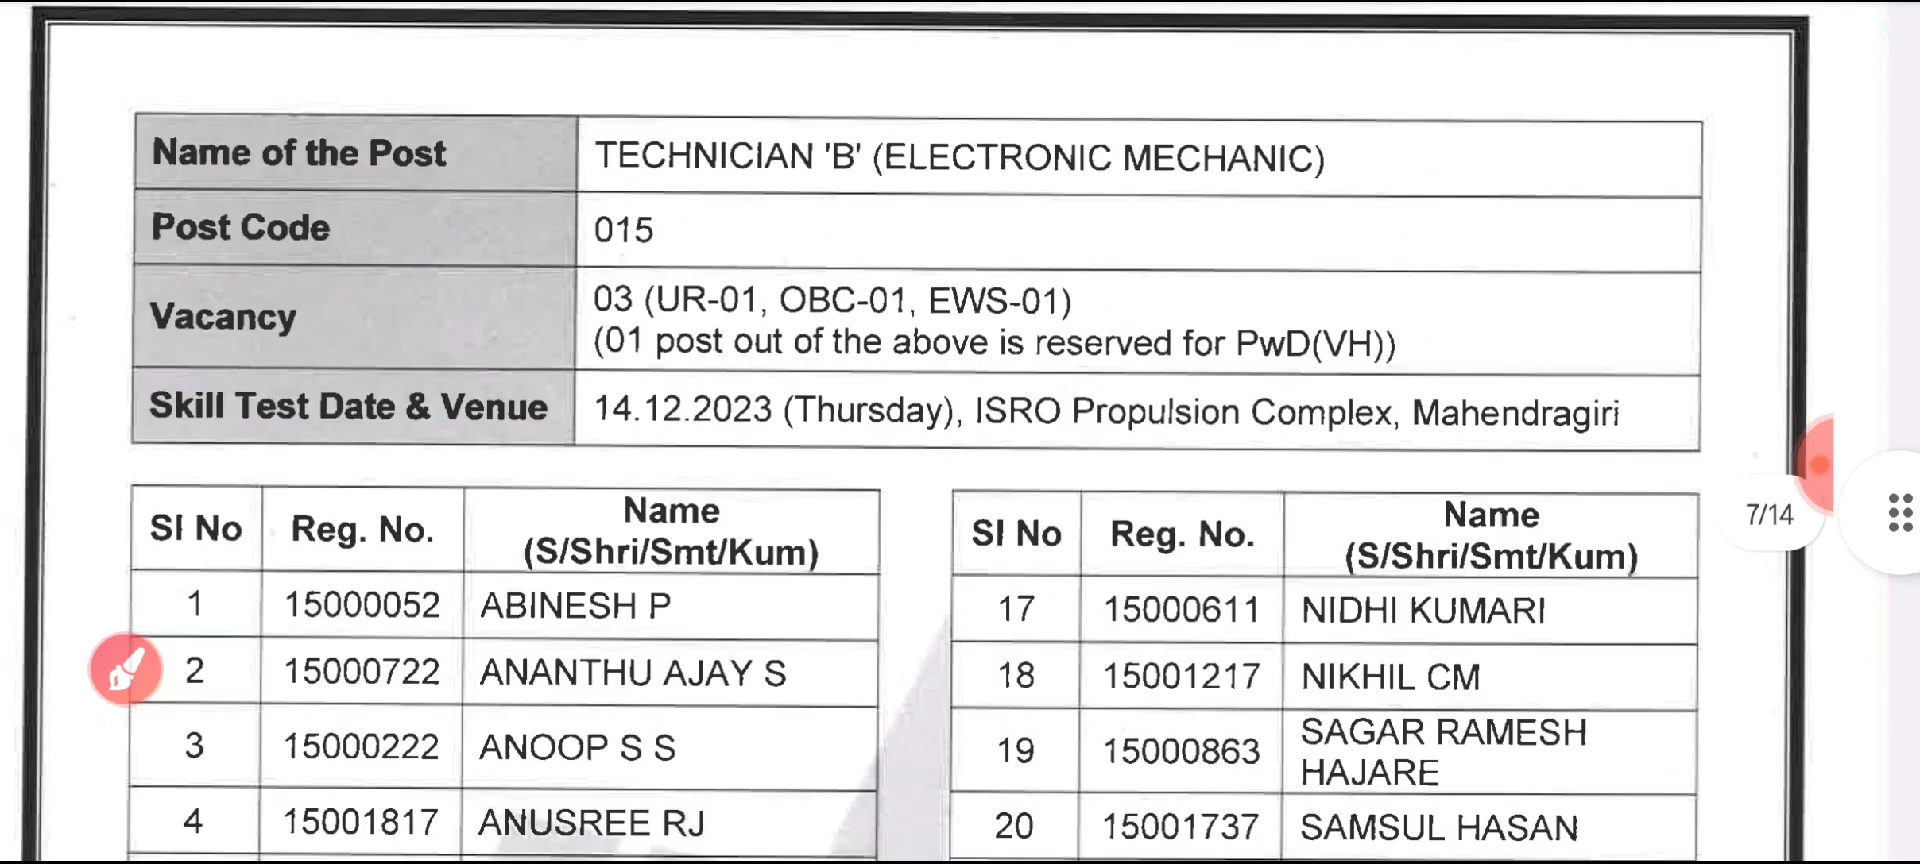 Name of the Post TECHNICIAN 'B' (ELECTRONIC MECHANIC)
Post Code 015
Vacancy 03 (UR-01, OBC-01, EWS-01)
(01 post out of the above is reserved for PwD(VH))
Skill Test Date & Venue 14.12.2023 (Thursday), ISRO Propulsion Complex, Mahendragiri
SI No Reg. No. Name
(S/Shri/Smt/Kum)
1 15000052 ABINESH P
2 15000722 ANANTHU AJAY S
3 15000222 ANOOP S S
4 15001817 ANUSREE RJ
SI No Reg. No. Name
(S/Shri/Smt/Kum)
17 15000611 NIDHI KUMARI
18 15001217 NIKHIL CM
19 15000863 SAGAR RAMESH
HAJARE
20 15001737 SAMSUL HASAN
7/14